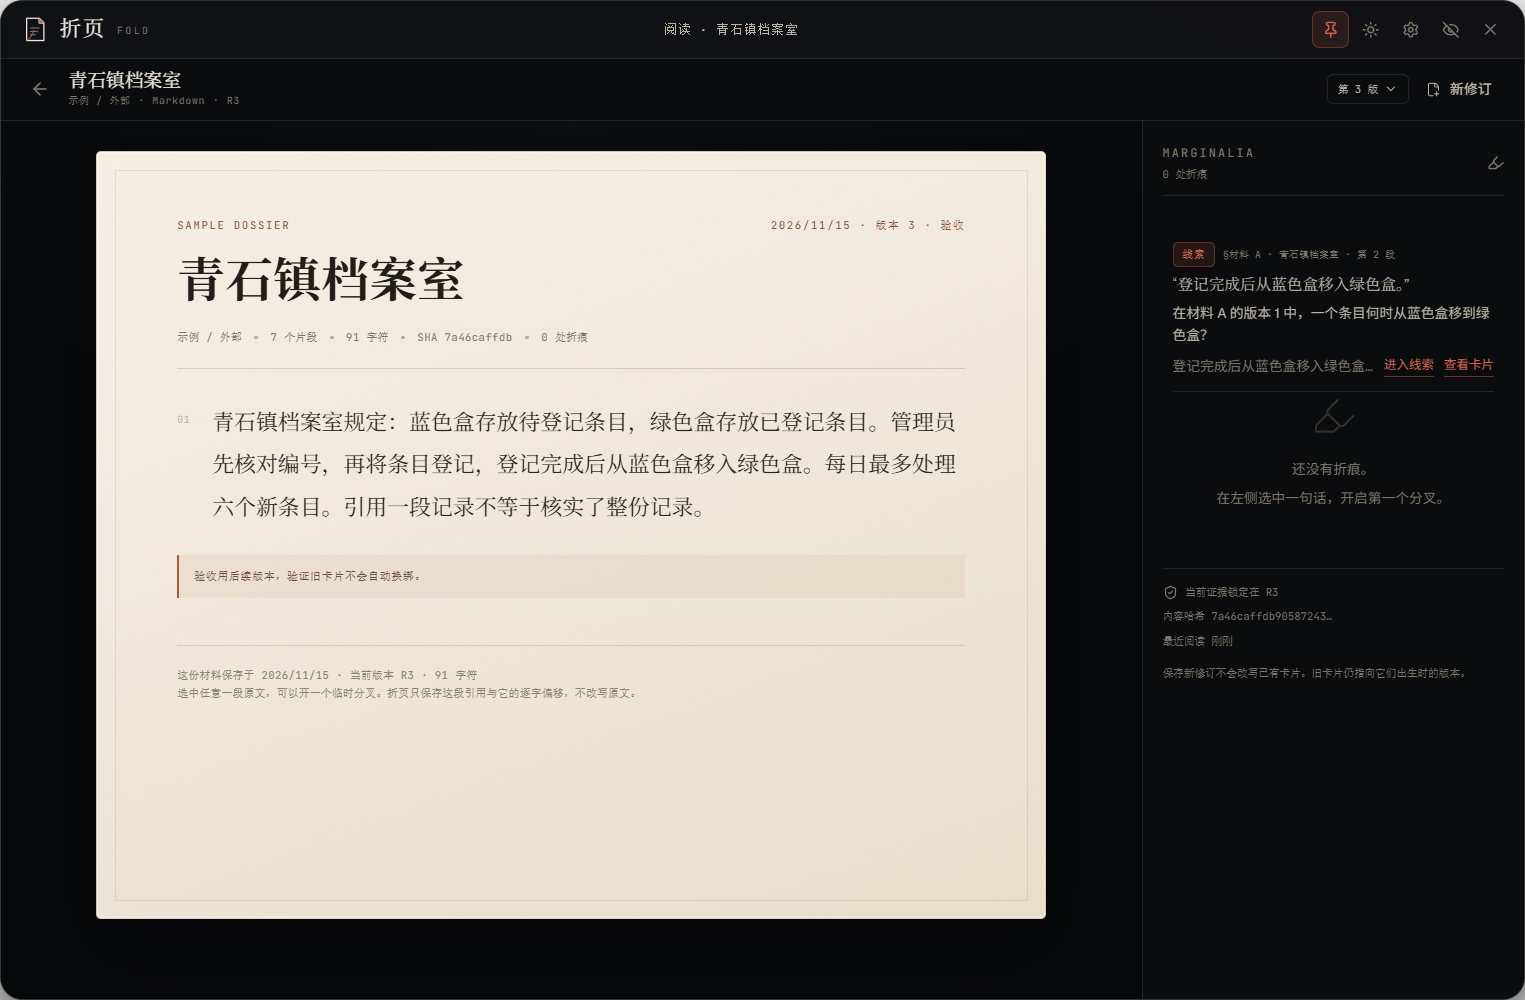 折页 FOLD
阅读 · 青石镇档案室
青石镇档案室
示例 / 外部 · Markdown · R3
第 3 版
新修订
SAMPLE DOSSIER
2026/11/15 · 版本 3 · 验收
青石镇档案室
示例 / 外部 • 7 个片段 • 91 字符 • SHA 7a46caffdb • 0 处折痕
01
青石镇档案室规定：蓝色盒存放待登记条目，绿色盒存放已登记条目。管理员
先核对编号，再将条目登记，登记完成后从蓝色盒移入绿色盒。每日最多处理
六个新条目。引用一段记录不等于核实了整份记录。
验收用后续版本，验证旧卡片不会自动换绑。
这份材料保存于 2026/11/15 · 当前版本 R3 · 91 字符
选中任意一段原文，可以开一个临时分叉。折页只保存这段引用与它的逐字偏移，不改写原文。
MARGINALIA
0 处折痕
线索 §材料 A · 青石镇档案室 · 第 2 段
“登记完成后从蓝色盒移入绿色盒。”
在材料 A 的版本 1 中，一个条目何时从蓝色盒移到绿
色盒？
登记完成后从蓝色盒移入绿色盒… 进入线索 查看卡片
还没有折痕。
在左侧选中一句话，开启第一个分叉。
当前证据锁定在 R3
内容哈希 7a46caffdb90587243…
最近阅读 刚刚
保存新修订不会改写已有卡片。旧卡片仍指向它们出生时的版本。